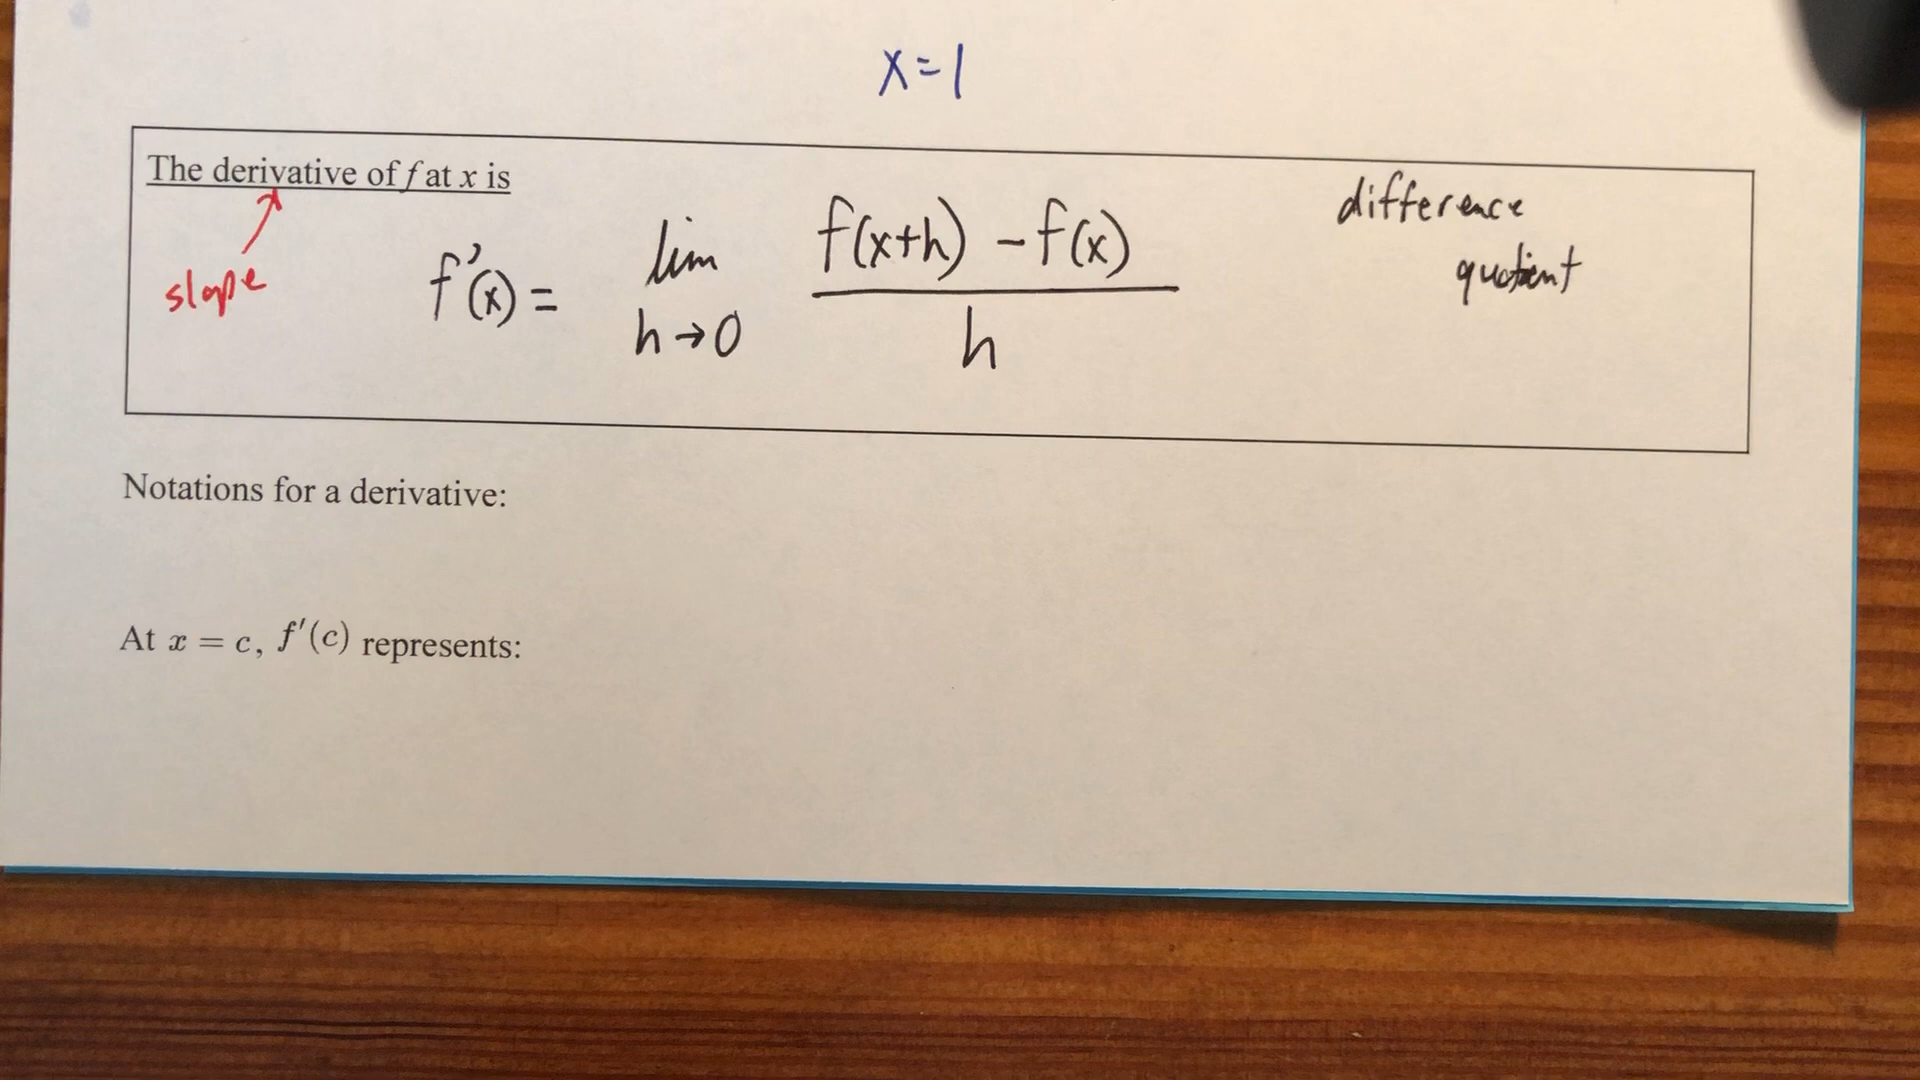 x=1
The derivative of f at x is
slope
f'(x) = lim h→0 f(x+h) - f(x) / h
difference
quotient
Notations for a derivative:
At x = c, f'(c) represents: